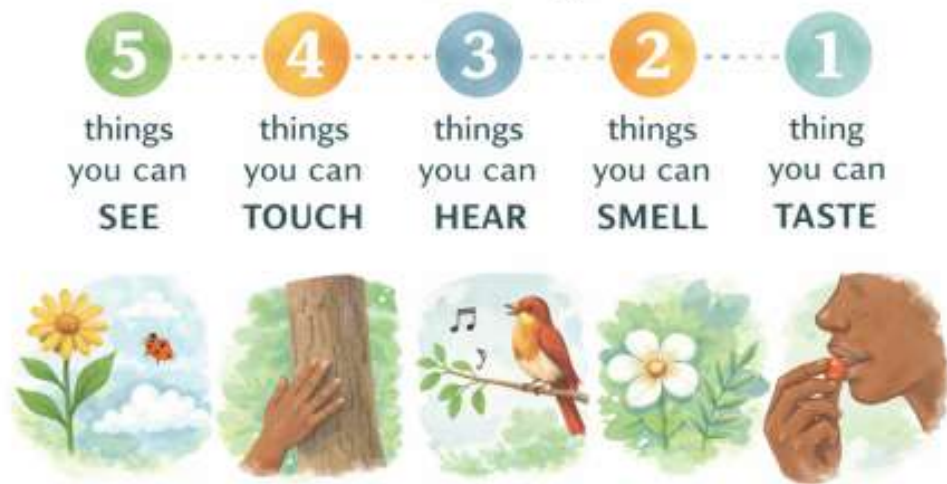 5 4 3 2 1
things things things things thing
you can you can you can you can you can
SEE TOUCH HEAR SMELL TASTE